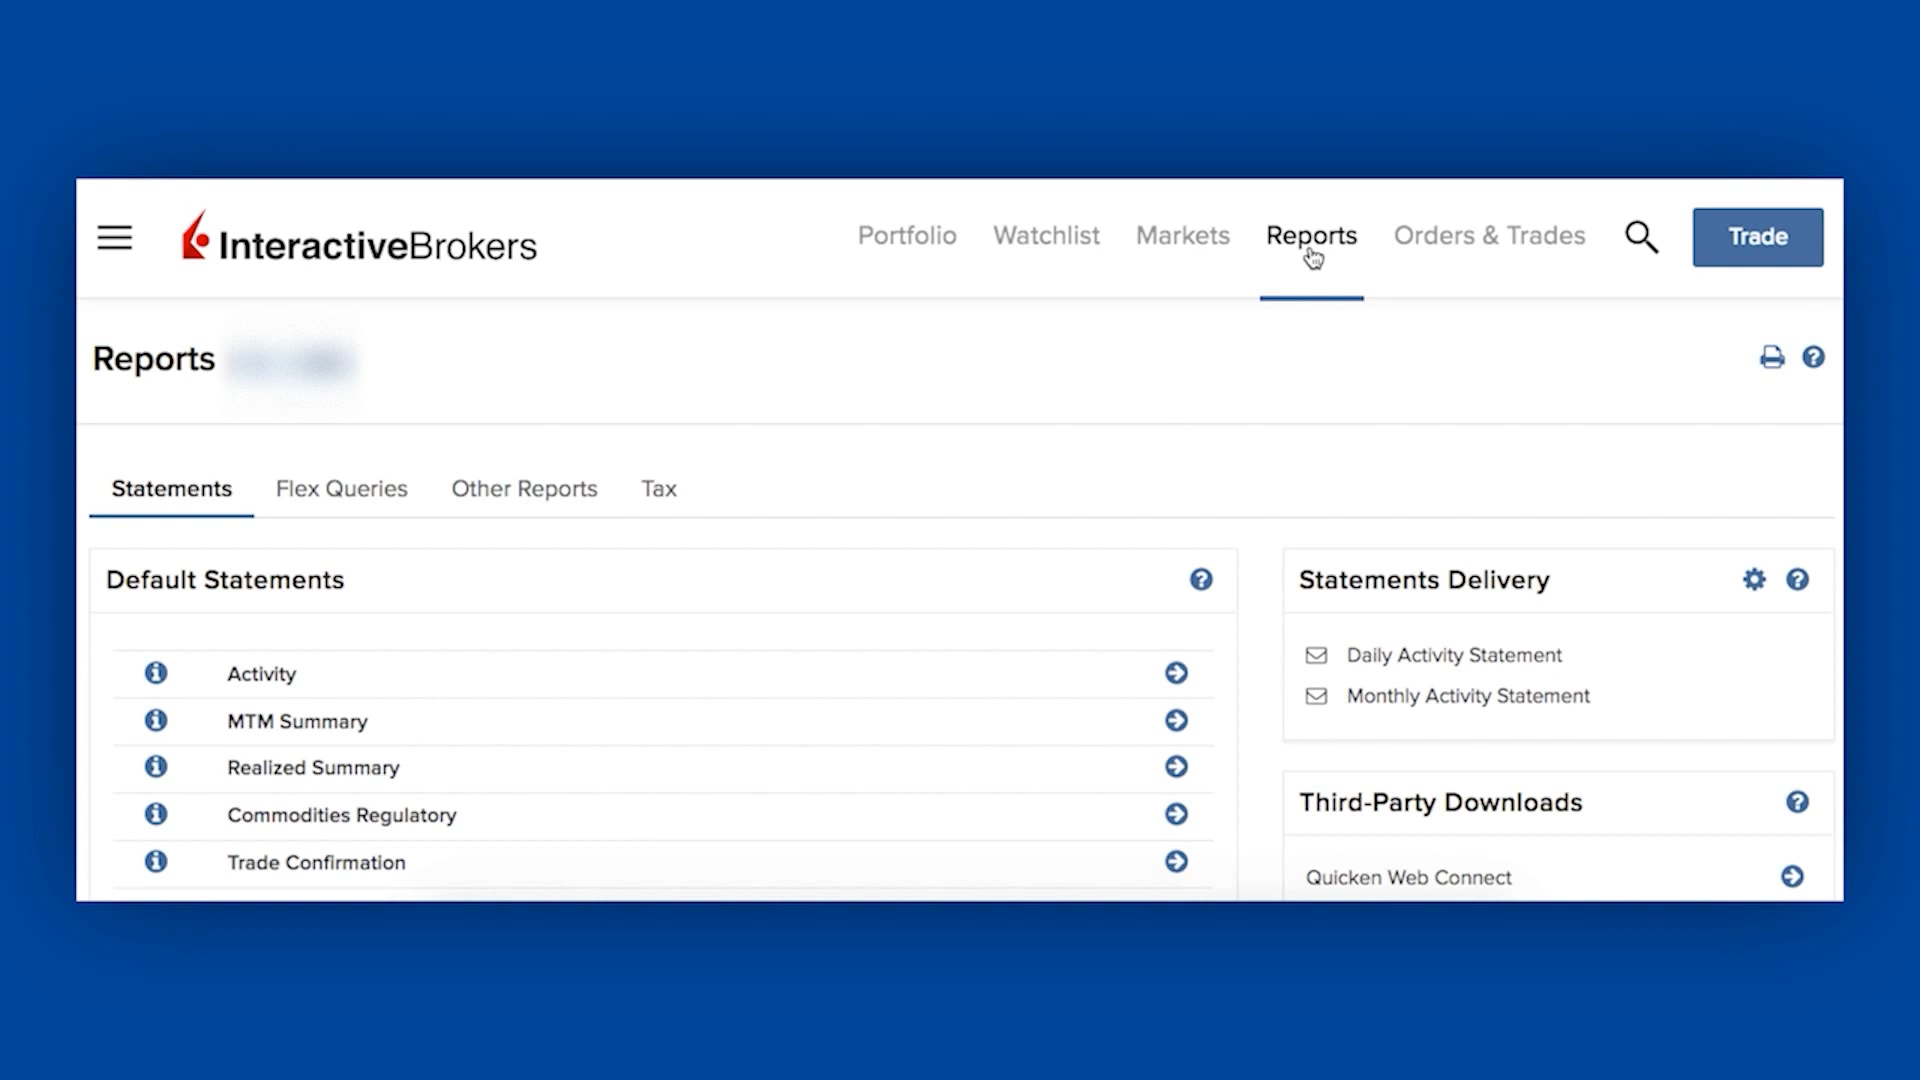 InteractiveBrokers
Portfolio Watchlist Markets Reports Orders & Trades Trade
Reports
Statements Flex Queries Other Reports Tax
Default Statements
Activity
MTM Summary
Realized Summary
Commodities Regulatory
Trade Confirmation
Statements Delivery
Daily Activity Statement
Monthly Activity Statement
Third-Party Downloads
Quicken Web Connect